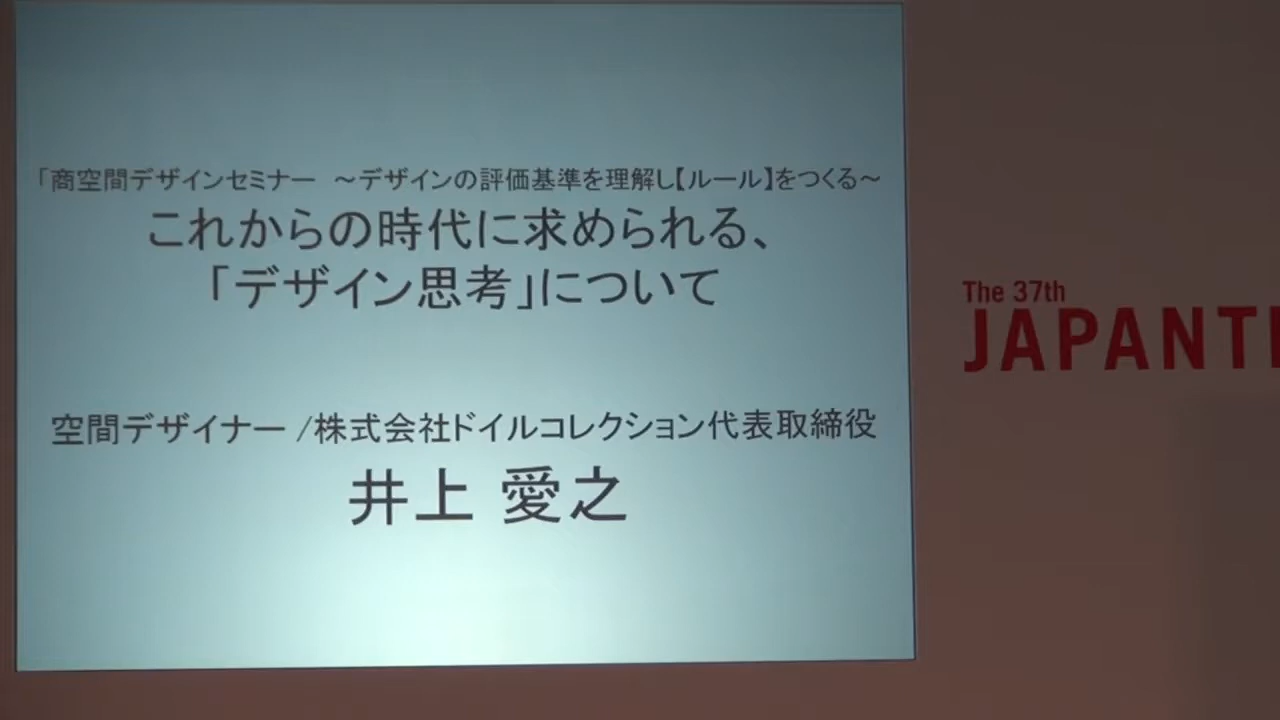 「商空間デザインセミナー ～デザインの評価基準を理解し【ルール】をつくる～
これからの時代に求められる、
「デザイン思考」について
空間デザイナー /株式会社ドイルコレクション代表取締役
井上 愛之
The 37th
JAPANT